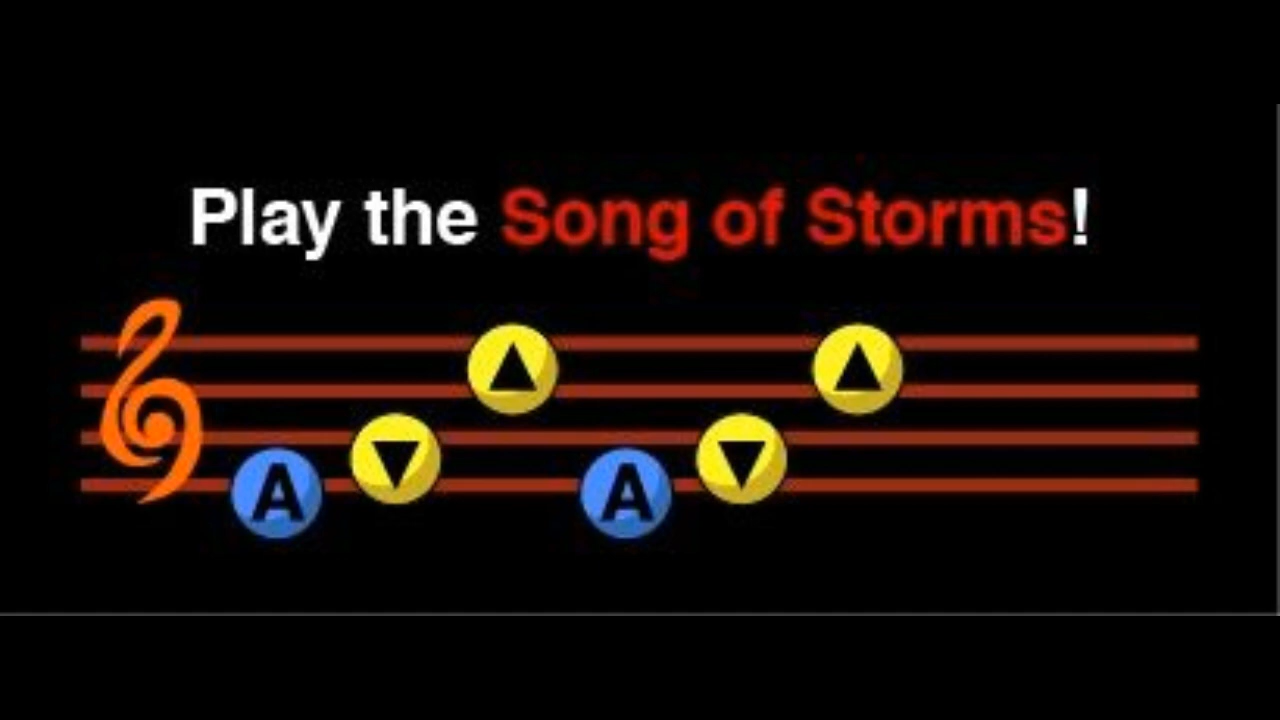 Play the Song of Storms!
A ▼ ▲ A ▼ ▲